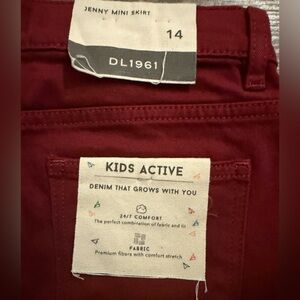 JENNY MINI SKIRT
14
DL1961
KIDS ACTIVE
DENIM THAT GROWS WITH YOU
24/7 COMFORT
The perfect combination of fabric and fit
FABRIC
Premium fibers with comfort stretch